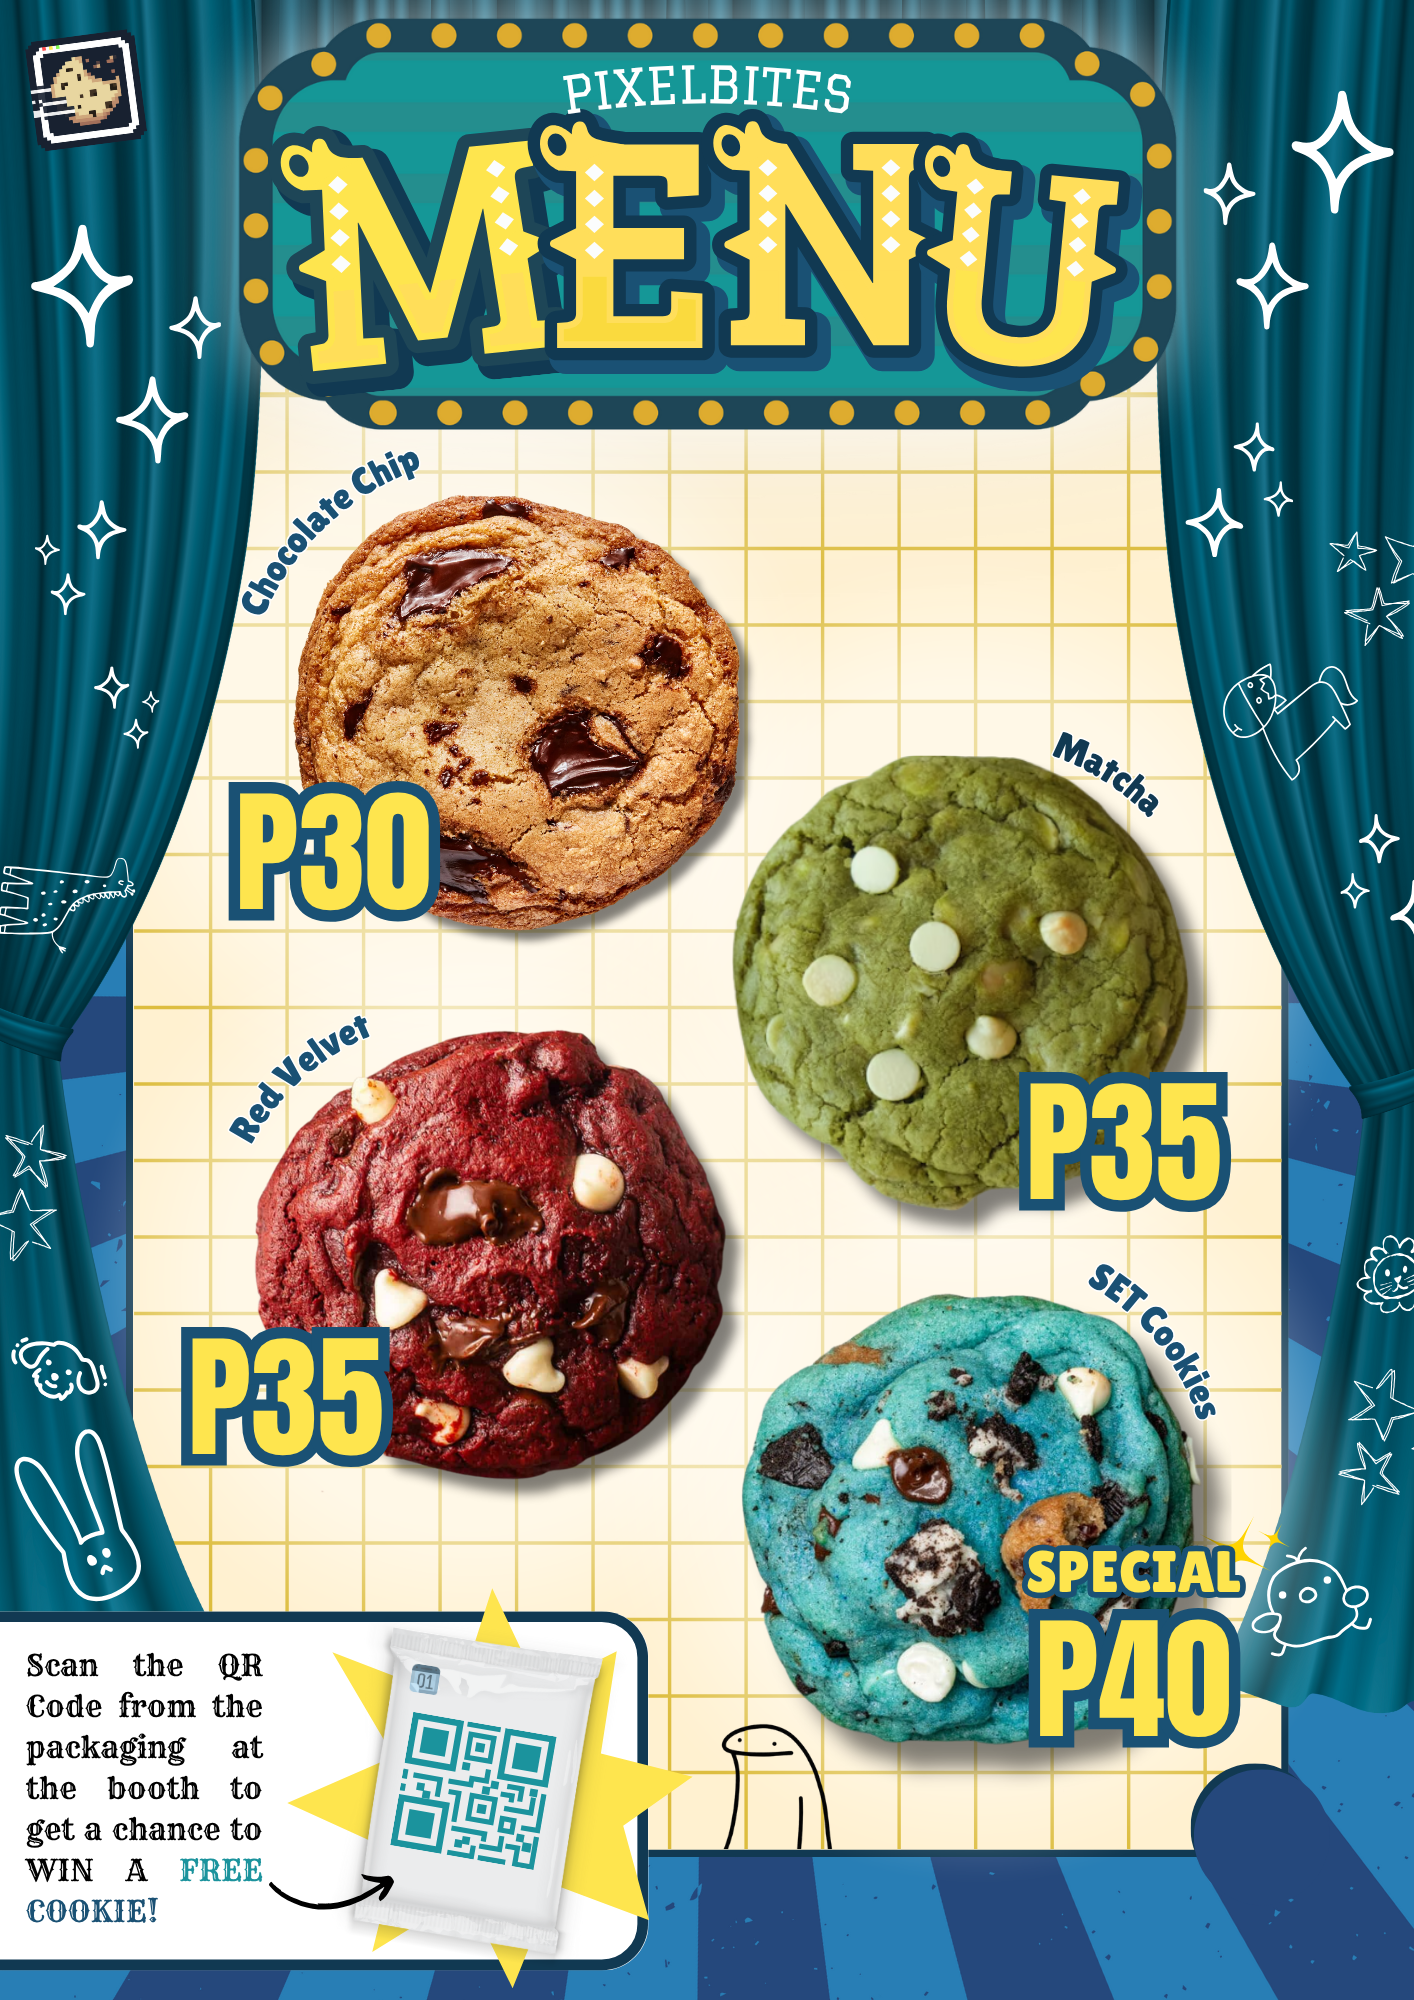 PIXELBITES
MENU
Chocolate Chip
P30
Matcha
P35
Red Velvet
P35
SET Cookies
SPECIAL
P40
Scan the QR
Code from the
packaging at
the booth to
get a chance to
WIN A FREE
COOKIE!
01